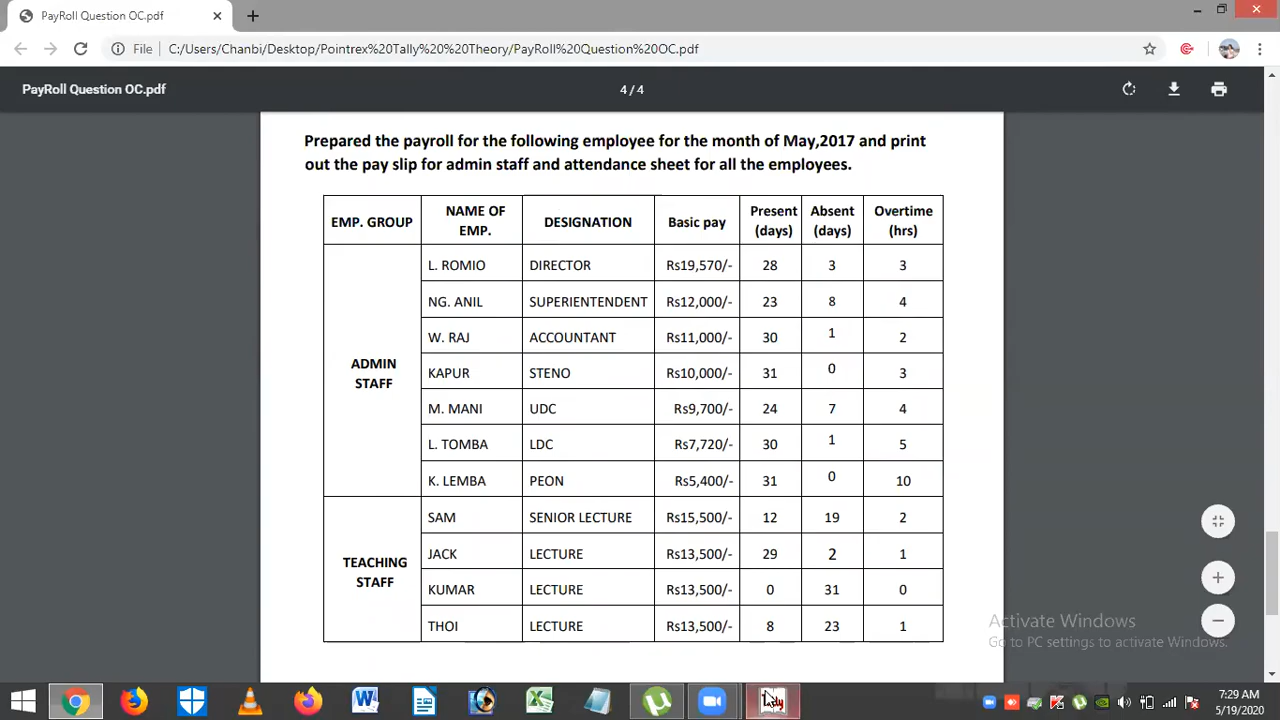 PayRoll Question OC.pdf
File C:/Users/Chanbi/Desktop/Pointrex%20Tally%20%20Theory/PayRoll%20Question%20OC.pdf
PayRoll Question OC.pdf 4 / 4
Prepared the payroll for the following employee for the month of May,2017 and print
out the pay slip for admin staff and attendance sheet for all the employees.
EMP. GROUP NAME OF EMP. DESIGNATION Basic pay Present (days) Absent (days) Overtime (hrs)
ADMIN STAFF
L. ROMIO DIRECTOR Rs19,570/- 28 3 3
NG. ANIL SUPERIENTENDENT Rs12,000/- 23 8 4
W. RAJ ACCOUNTANT Rs11,000/- 30 1 2
KAPUR STENO Rs10,000/- 31 0 3
M. MANI UDC Rs9,700/- 24 7 4
L. TOMBA LDC Rs7,720/- 30 1 5
K. LEMBA PEON Rs5,400/- 31 0 10
TEACHING STAFF
SAM SENIOR LECTURE Rs15,500/- 12 19 2
JACK LECTURE Rs13,500/- 29 2 1
KUMAR LECTURE Rs13,500/- 0 31 0
THOI LECTURE Rs13,500/- 8 23 1
Activate Windows
Go to PC settings to activate Windows.
7:29 AM
5/19/2020